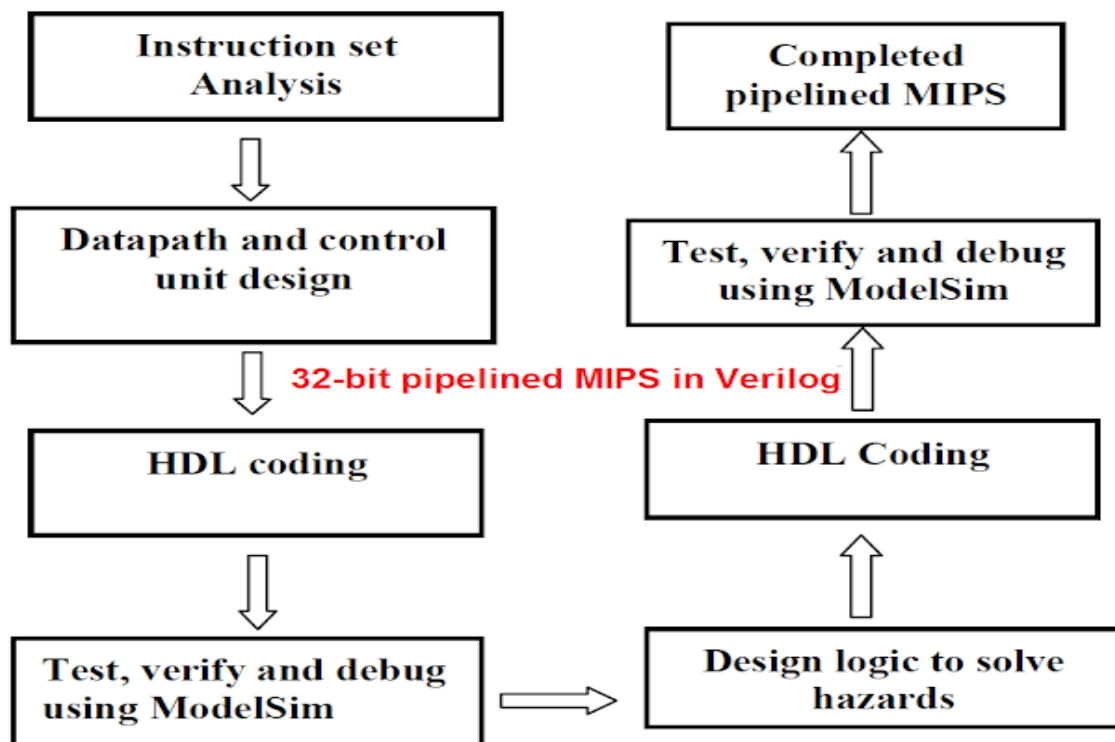 Instruction set
Analysis
Datapath and control
unit design
32-bit pipelined MIPS in Verilog
HDL coding
Test, verify and debug
using ModelSim
Design logic to solve
hazards
HDL Coding
Test, verify and debug
using ModelSim
Completed
pipelined MIPS